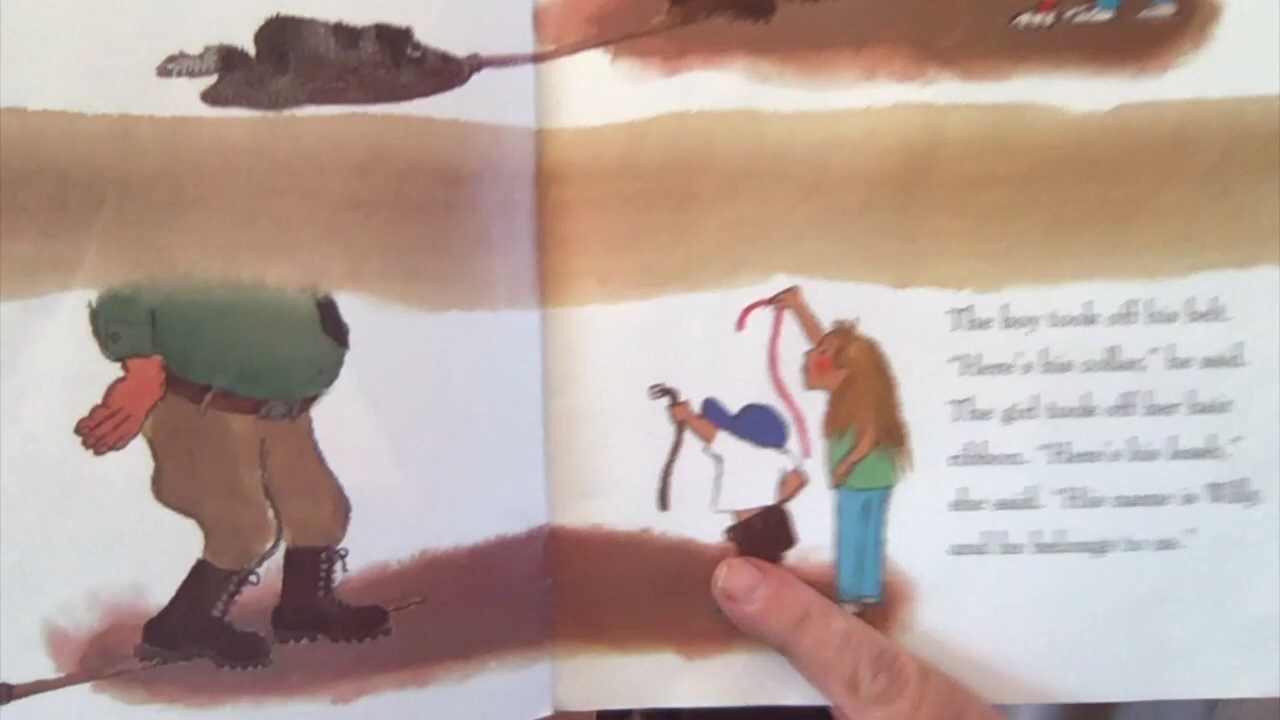 The boy took off his belt.
"Here's his collar," he said.
The girl took off her hair
ribbon. "Here's his leash,"
she said. "His name is Willy
and he belongs to us."